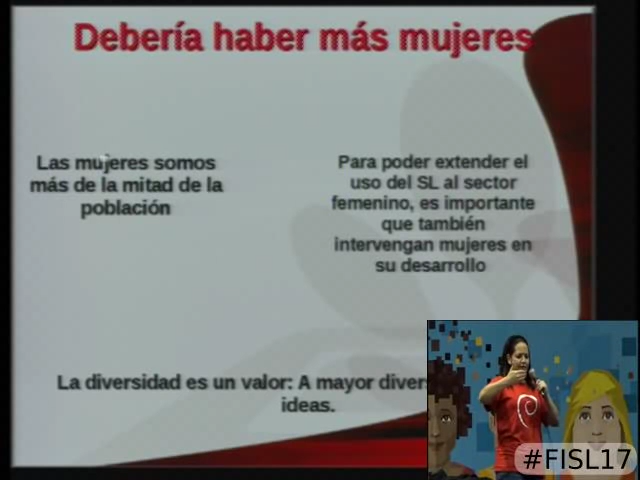 Debería haber más mujeres
Las mujeres somos
más de la mitad de la
población
Para poder extender el
uso del SL al sector
femenino, es importante
que también
intervengan mujeres en
su desarrollo
La diversidad es un valor: A mayor
ideas.
#FISL17